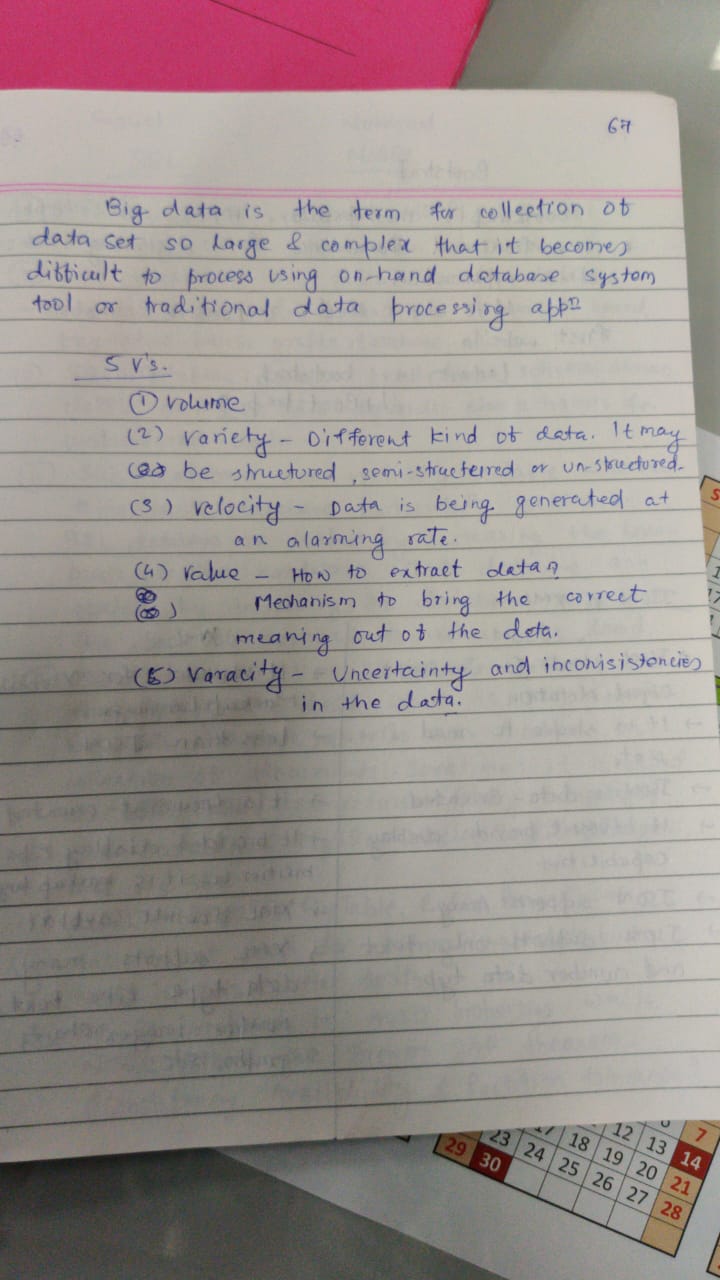 67
Big data is the term for collection of
data set so large & complex that it becomes
difficult to process using on-hand database system
tool or traditional data processing appn
5 V's.
① Volume
(2) Variety - Different kind of data. It may
be structured, semi-structerred or un-structured.
(3) velocity - Data is being generated at
an alarming rate.
(4) Value - How to extract data?
Mechanism to bring the correct
meaning out of the data.
(5) Varacity - Uncertainty and inconisistoncies
in the data.
7
12 13 14
17 18 19 20 21
23 24 25 26 27 28
29 30